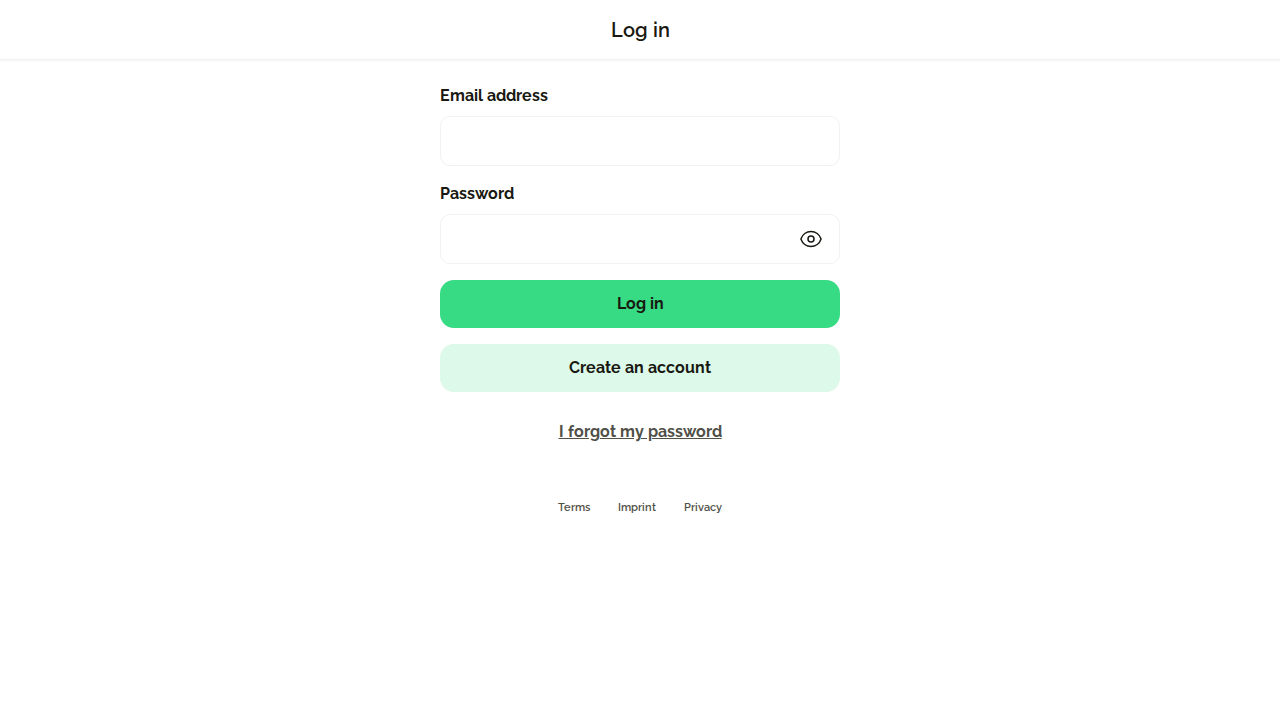 Log in
Email address
Password
Log in
Create an account
I forgot my password
Terms Imprint Privacy